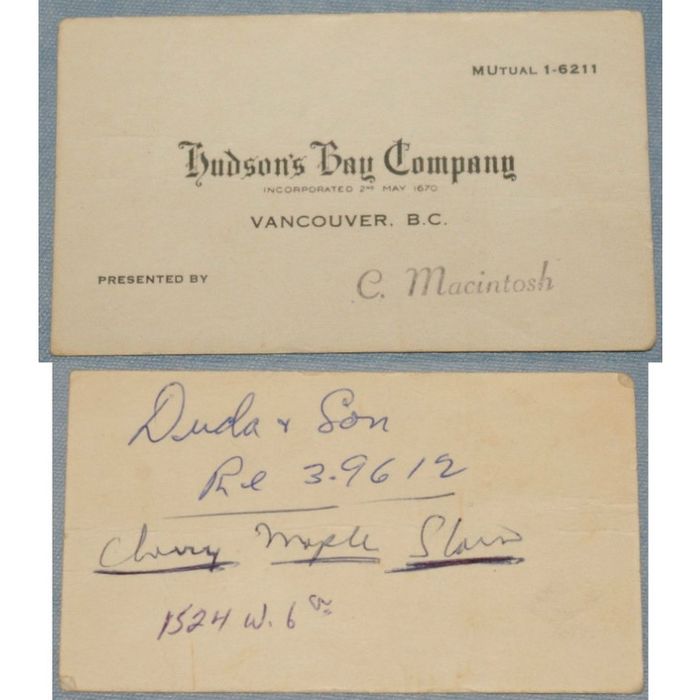 MUtual 1-6211
Hudson's Bay Company
INCORPORATED 2ND MAY 1670
VANCOUVER, B.C.
PRESENTED BY C. Macintosh
Duda & Son
Re 3-9612
Cherry Maple Stain
1524 W. 6th